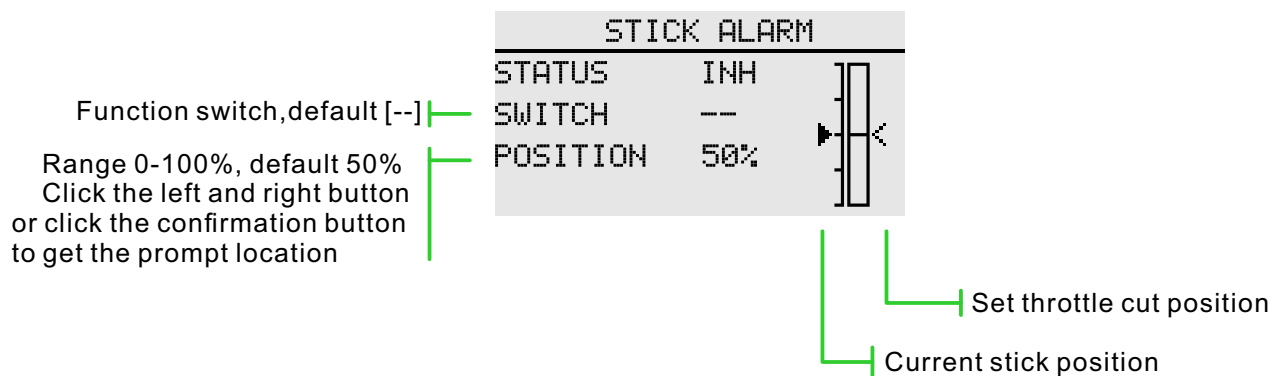 STICK ALARM
STATUS INH
SWITCH --
POSITION 50%
Function switch,default [--]
Range 0-100%, default 50%
Click the left and right button
or click the confirmation button
to get the prompt location
Set throttle cut position
Current stick position